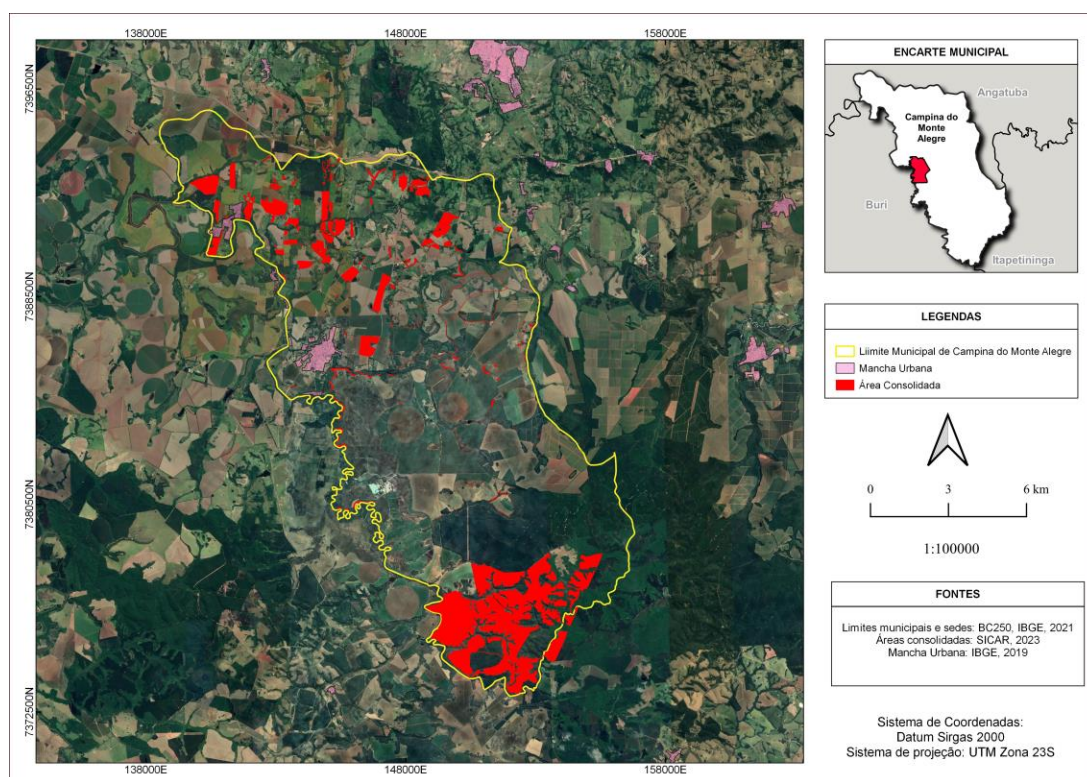 138000E
148000E
158000E
7396500N
7388500N
7380500N
7372500N
138000E
148000E
158000E
ENCARTE MUNICIPAL
Angatuba
Campina do
Monte
Alegre
Buri
Itapetininga
LEGENDAS
Liimite Municipal de Campina do Monte Alegre
Mancha Urbana
Área Consolidada
0 3 6 km
1:100000
FONTES
Limites municipais e sedes: BC250, IBGE, 2021
Áreas consolidadas: SICAR, 2023
Mancha Urbana: IBGE, 2019
Sistema de Coordenadas:
Datum Sirgas 2000
Sistema de projeção: UTM Zona 23S